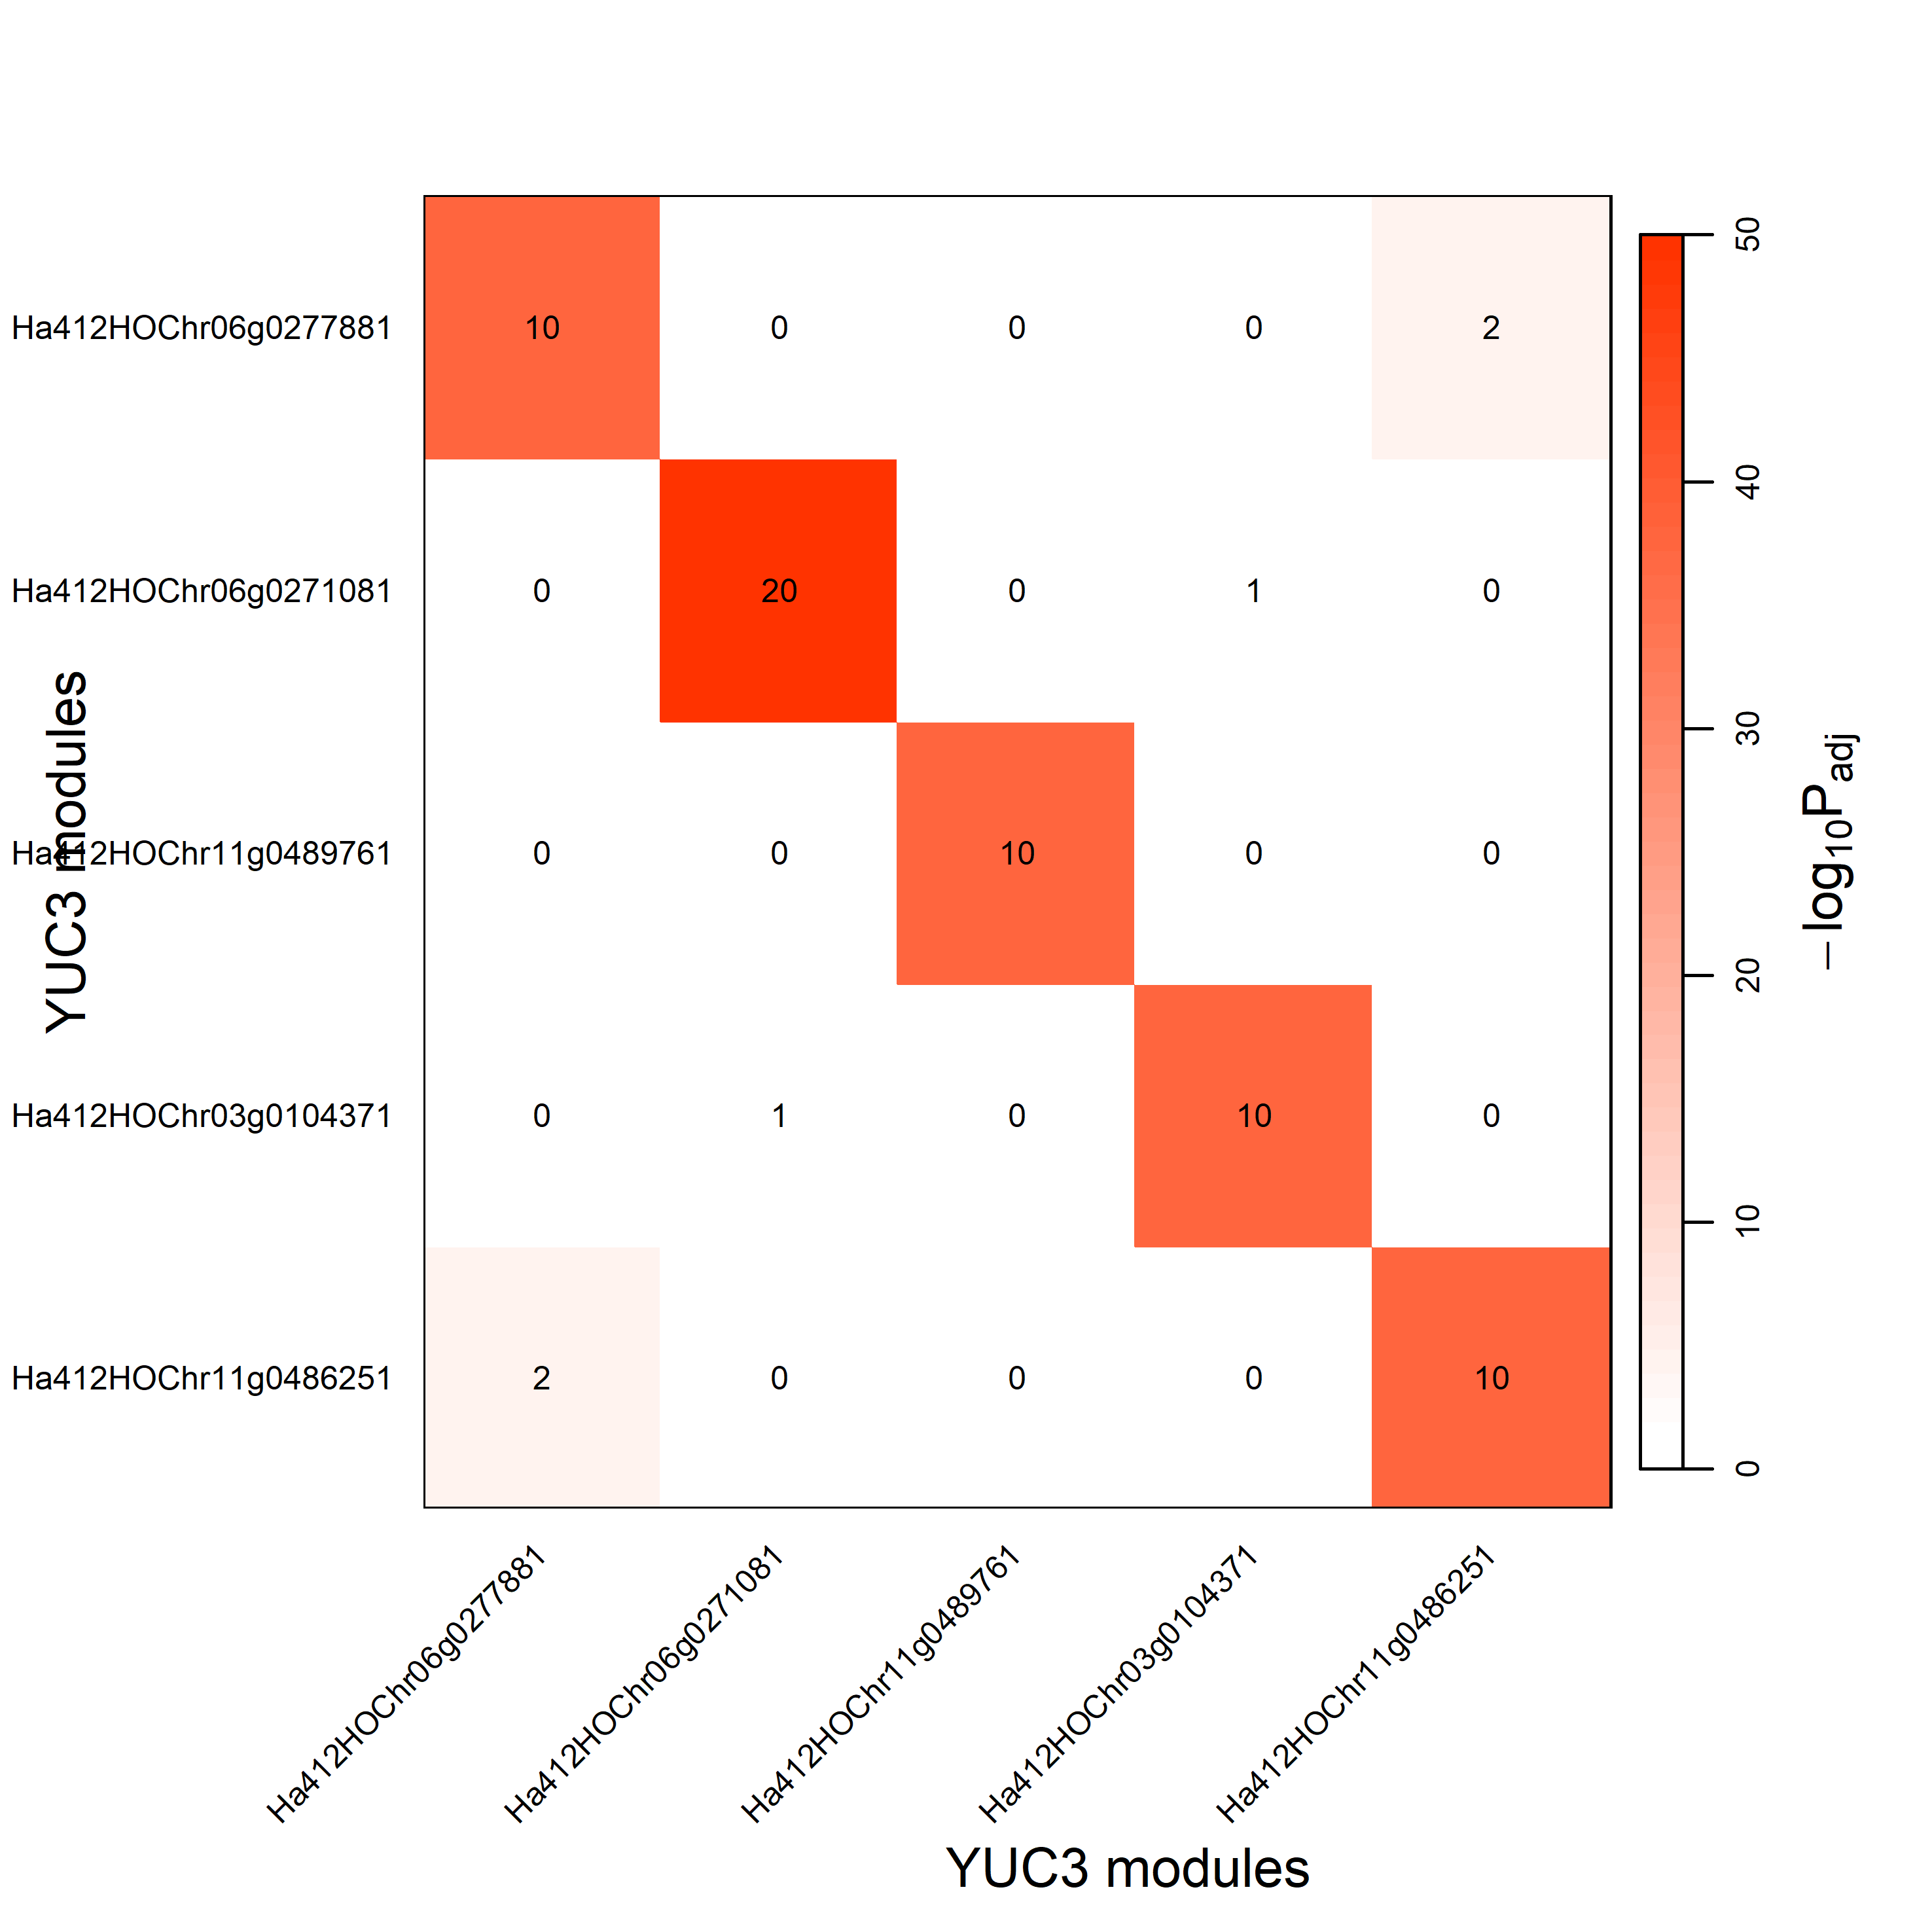 Ha412HOChr06g0277881 10 0 0 0 2
Ha412HOChr06g0271081 0 20 0 1 0
Ha412HOChr11g0489761 0 0 10 0 0
Ha412HOChr03g0104371 0 1 0 10 0
Ha412HOChr11g0486251 2 0 0 0 10
YUC3 modules
Ha412HOChr06g0277881
Ha412HOChr06g0271081
Ha412HOChr11g0489761
Ha412HOChr03g0104371
Ha412HOChr11g0486251
YUC3 modules
50
40
30
20
10
0
−log10Padj